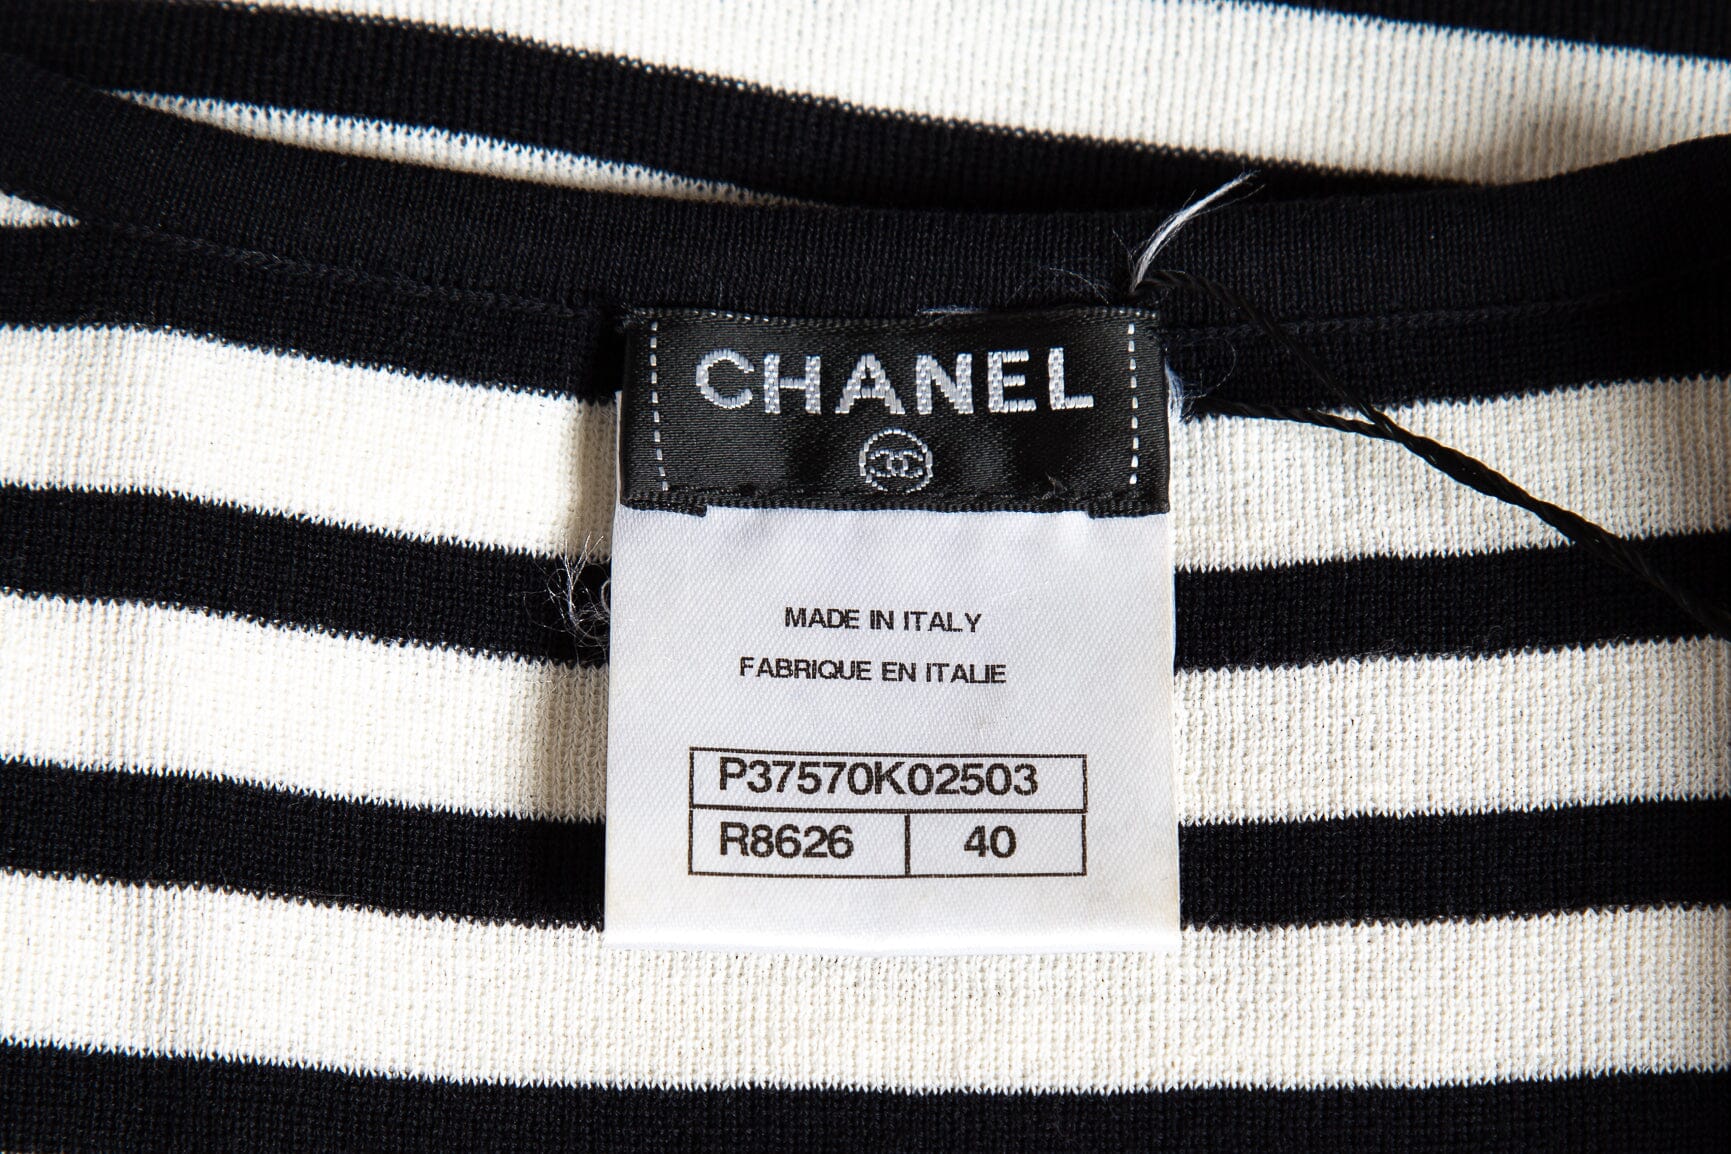 CHANEL
MADE IN ITALY
FABRIQUE EN ITALIE
P37570K02503
R8626 40